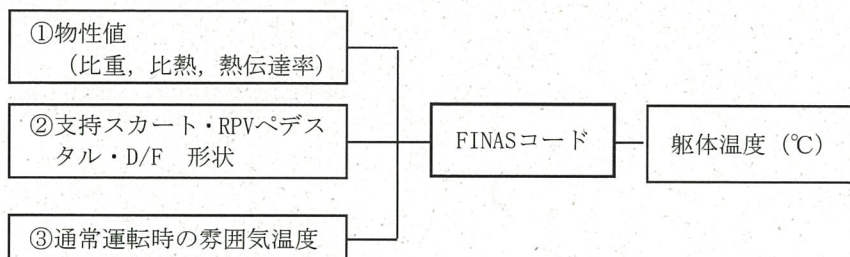 ①物性値
（比重，比熱，熱伝達率）
②支持スカート・RPVペデス
タル・D/F　形状
③通常運転時の雰囲気温度
FINASコード
躯体温度（℃）